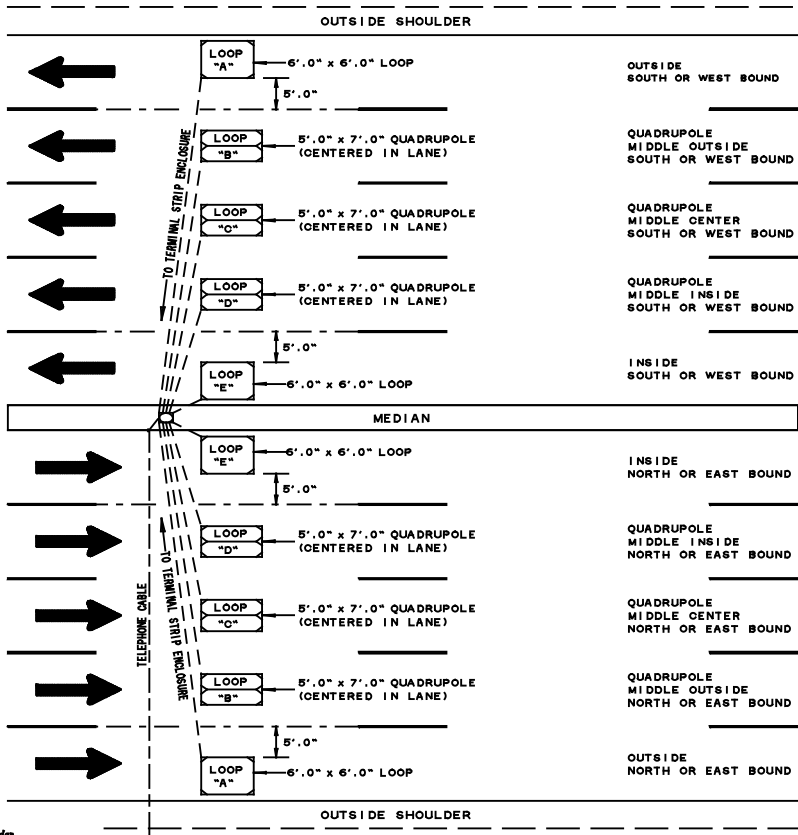 OUTSIDE SHOULDER
LOOP
"A"
6'.0" x 6'.0" LOOP
5'.0"
OUTSIDE
SOUTH OR WEST BOUND
TO TERMINAL STRIP ENCLOSURE
LOOP
"B"
5'.0" x 7'.0" QUADRUPOLE
(CENTERED IN LANE)
QUADRUPOLE
MIDDLE OUTSIDE
SOUTH OR WEST BOUND
LOOP
"C"
5'.0" x 7'.0" QUADRUPOLE
(CENTERED IN LANE)
QUADRUPOLE
MIDDLE CENTER
SOUTH OR WEST BOUND
LOOP
"D"
5'.0" x 7'.0" QUADRUPOLE
(CENTERED IN LANE)
QUADRUPOLE
MIDDLE INSIDE
SOUTH OR WEST BOUND
5'.0"
LOOP
"E"
6'.0" x 6'.0" LOOP
INSIDE
SOUTH OR WEST BOUND
MEDIAN
LOOP
"E"
6'.0" x 6'.0" LOOP
5'.0"
INSIDE
NORTH OR EAST BOUND
LOOP
"D"
5'.0" x 7'.0" QUADRUPOLE
(CENTERED IN LANE)
QUADRUPOLE
MIDDLE INSIDE
NORTH OR EAST BOUND
TELEPHONE CABLE
TO TERMINAL STRIP ENCLOSURE
LOOP
"C"
5'.0" x 7'.0" QUADRUPOLE
(CENTERED IN LANE)
QUADRUPOLE
MIDDLE CENTER
NORTH OR EAST BOUND
LOOP
"B"
5'.0" x 7'.0" QUADRUPOLE
(CENTERED IN LANE)
QUADRUPOLE
MIDDLE OUTSIDE
NORTH OR EAST BOUND
5'.0"
LOOP
"A"
6'.0" x 6'.0" LOOP
OUTSIDE
NORTH OR EAST BOUND
OUTSIDE SHOULDER